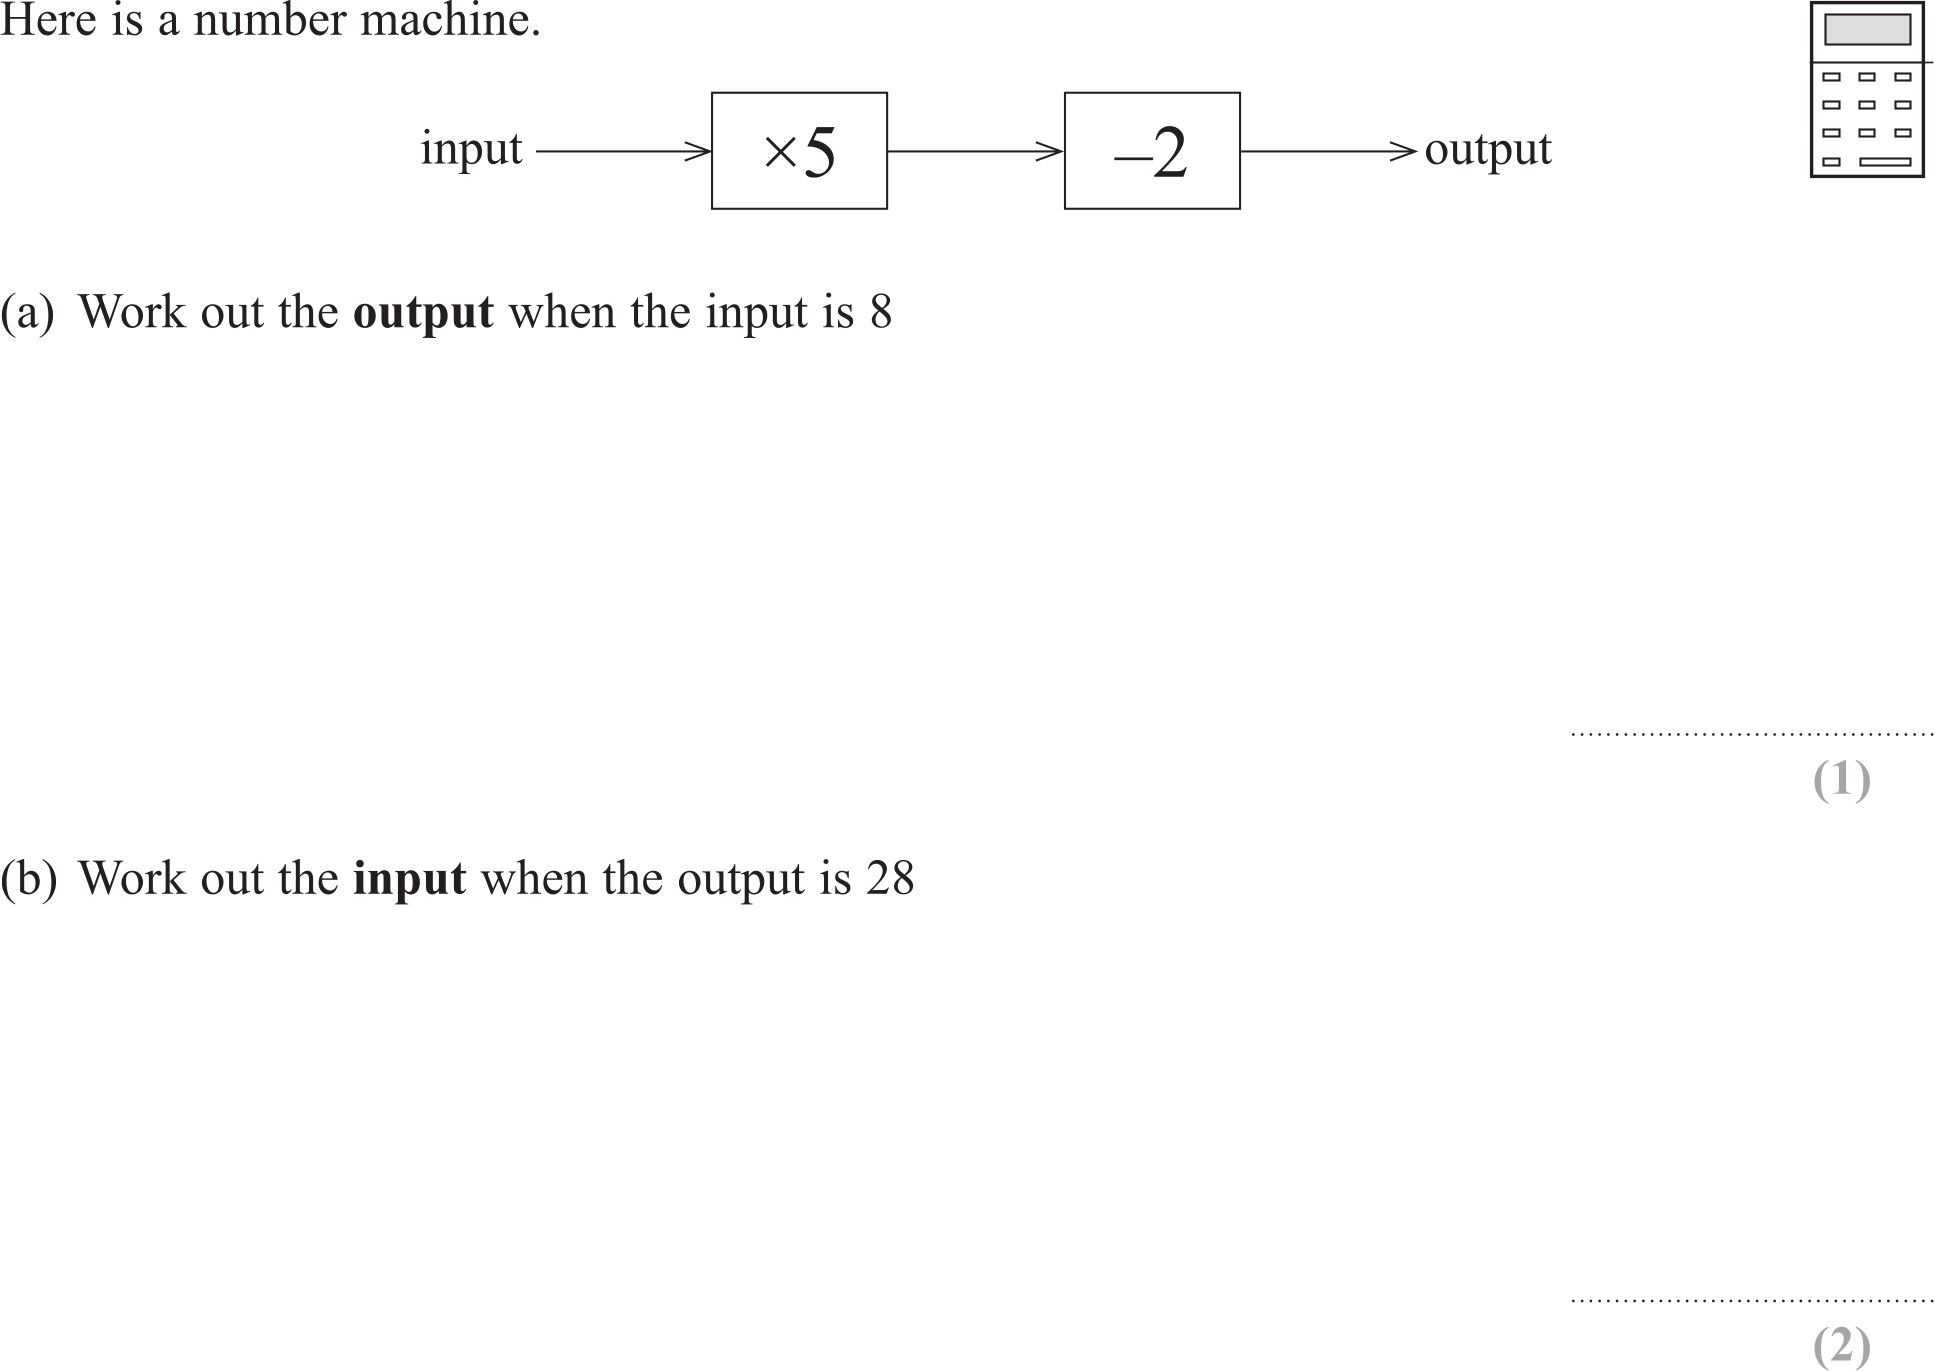 Here is a number machine.
input ×5 –2 output
(a) Work out the output when the input is 8
(1)
(b) Work out the input when the output is 28
(2)